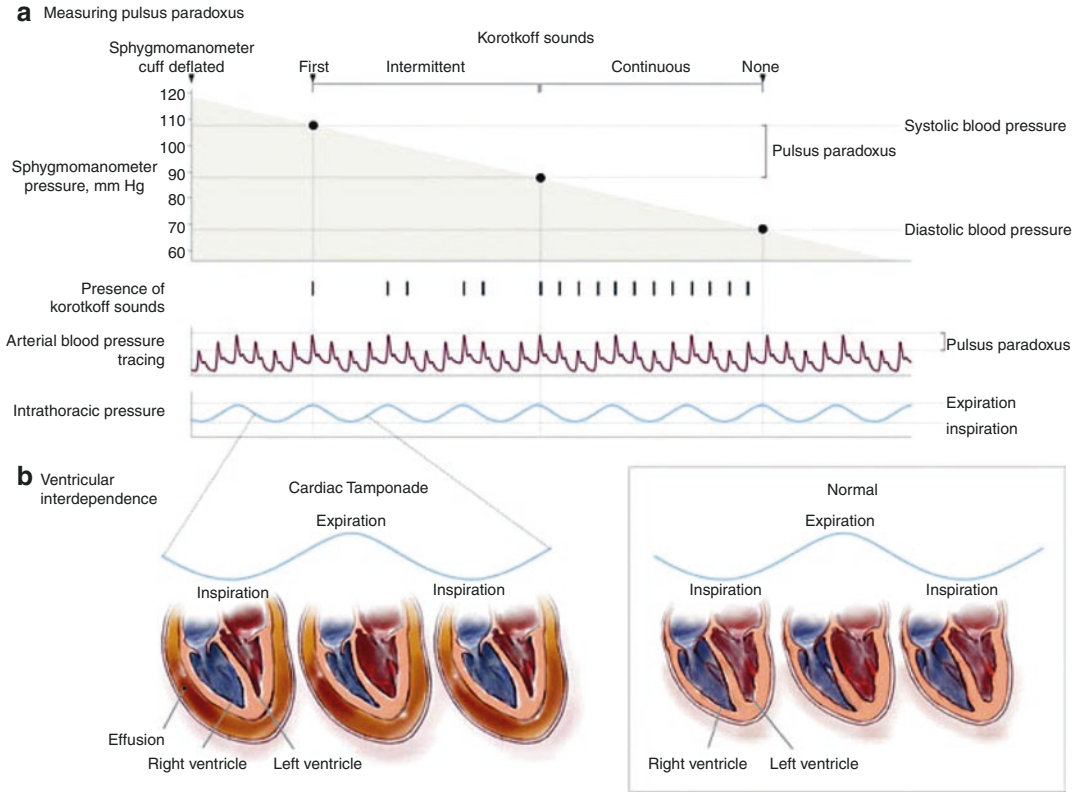 a Measuring pulsus paradoxus
Korotkoff sounds
Sphygmomanometer
cuff deflated
First
Intermittent
Continuous
None
120
110
100
90
80
70
60
Sphygmomanometer
pressure, mm Hg
Systolic blood pressure
Pulsus paradoxus
Diastolic blood pressure
Presence of
korotkoff sounds
Arterial blood pressure
tracing
Pulsus paradoxus
Intrathoracic pressure
Expiration
inspiration
b Ventricular
interdependence
Cardiac Tamponade
Expiration
Inspiration
Inspiration
Effusion
Right ventricle
Left ventricle
Normal
Expiration
Inspiration
Inspiration
Right ventricle
Left ventricle